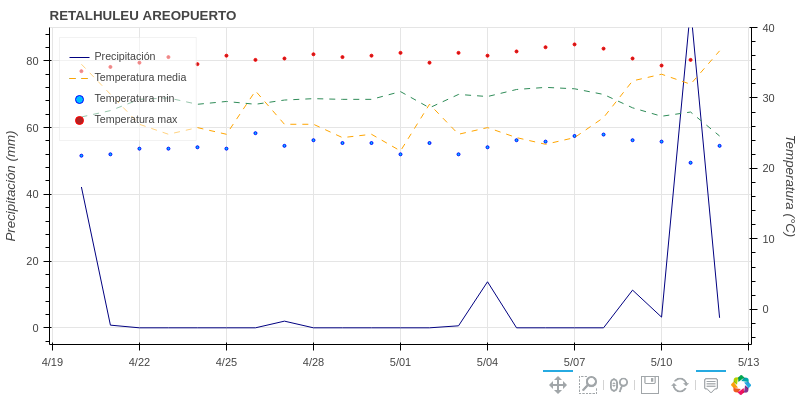 RETALHULEU AREOPUERTO
Precipitación
Temperatura media
Temperatura min
Temperatura max
Precipitación (mm)
80
60
40
20
0
Temperatura (°C)
40
30
20
10
0
4/19 4/22 4/25 4/28 5/01 5/04 5/07 5/10 5/13